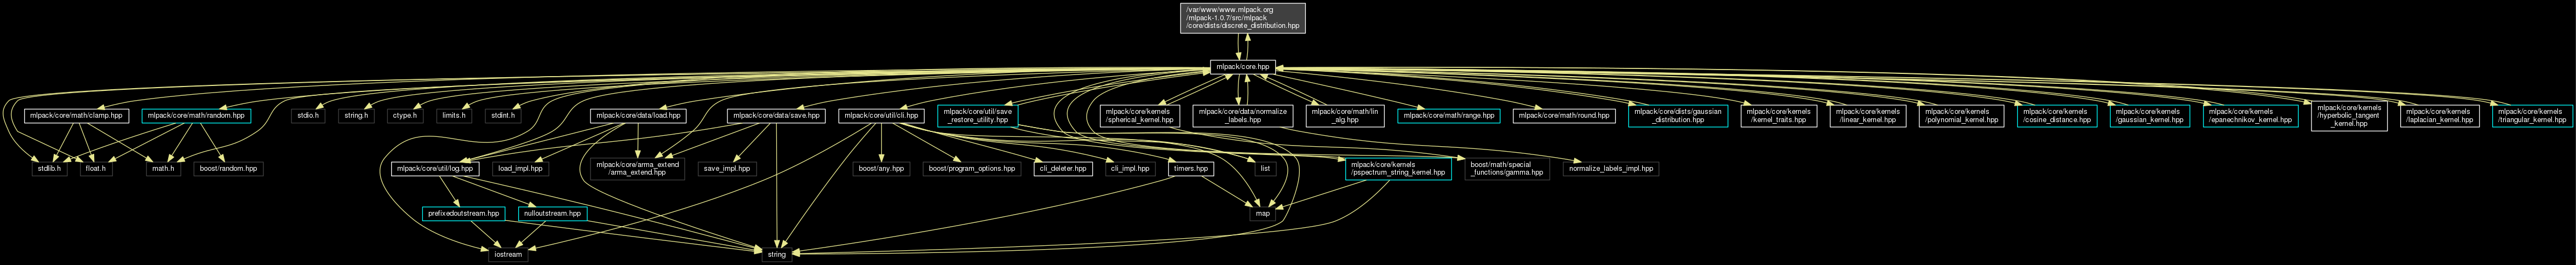 /var/www/www.mlpack.org
/mlpack-1.0.7/src/mlpack
/core/dists/discrete_distribution.hpp
mlpack/core.hpp
mlpack/core/math/clamp.hpp
mlpack/core/math/random.hpp
stdio.h
string.h
ctype.h
limits.h
stdint.h
mlpack/core/data/load.hpp
mlpack/core/data/save.hpp
mlpack/core/util/cli.hpp
mlpack/core/util/save
_restore_utility.hpp
mlpack/core/kernels
/spherical_kernel.hpp
mlpack/core/data/normalize
_labels.hpp
mlpack/core/math/lin
_alg.hpp
mlpack/core/math/range.hpp
mlpack/core/math/round.hpp
mlpack/core/dists/gaussian
_distribution.hpp
mlpack/core/kernels
/kernel_traits.hpp
mlpack/core/kernels
/linear_kernel.hpp
mlpack/core/kernels
/polynomial_kernel.hpp
mlpack/core/kernels
/cosine_distance.hpp
mlpack/core/kernels
/gaussian_kernel.hpp
mlpack/core/kernels
/epanechnikov_kernel.hpp
mlpack/core/kernels
/hyperbolic_tangent
_kernel.hpp
mlpack/core/kernels
/laplacian_kernel.hpp
mlpack/core/kernels
/triangular_kernel.hpp
stdlib.h
float.h
math.h
boost/random.hpp
mlpack/core/util/log.hpp
load_impl.hpp
mlpack/core/arma_extend
/arma_extend.hpp
save_impl.hpp
boost/any.hpp
boost/program_options.hpp
cli_deleter.hpp
cli_impl.hpp
timers.hpp
list
mlpack/core/kernels
/pspectrum_string_kernel.hpp
boost/math/special
_functions/gamma.hpp
normalize_labels_impl.hpp
prefixedoutstream.hpp
nulloutstream.hpp
map
iostream
string